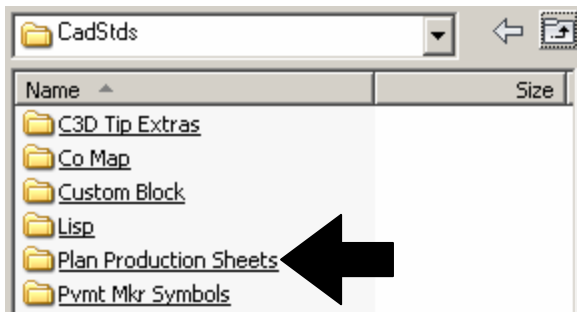 CadStds
Name Size
C3D Tip Extras
Co Map
Custom Block
Lisp
Plan Production Sheets
Pvmt Mkr Symbols